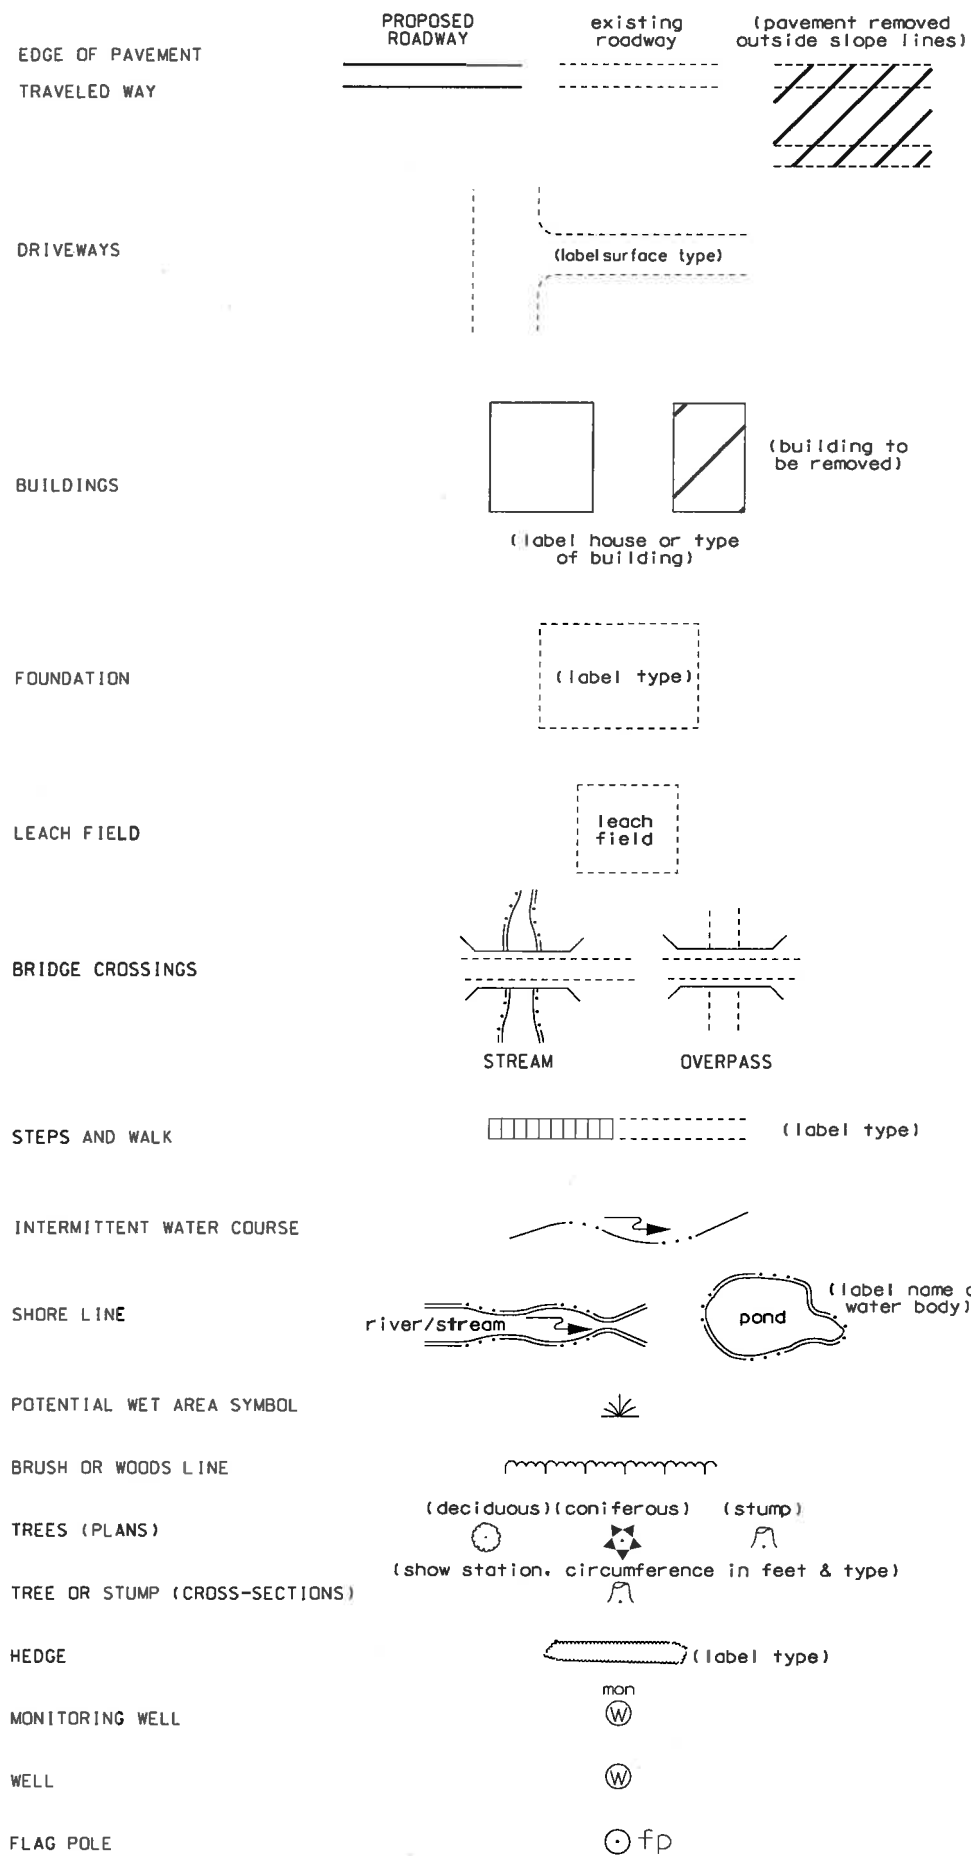 PROPOSED
ROADWAY
existing
roadway
(pavement removed
outside slope lines)
EDGE OF PAVEMENT
TRAVELED WAY
DRIVEWAYS
(label surface type)
BUILDINGS
(building to
be removed)
(label house or type
of building)
FOUNDATION
(label type)
LEACH FIELD
leach
field
BRIDGE CROSSINGS
STREAM
OVERPASS
STEPS AND WALK
(label type)
INTERMITTENT WATER COURSE
SHORE LINE
river/stream
pond
(label name
water body)
POTENTIAL WET AREA SYMBOL
BRUSH OR WOODS LINE
TREES (PLANS)
(deciduous) (coniferous) (stump)
(show station, circumference in feet & type)
TREE OR STUMP (CROSS-SECTIONS)
HEDGE
(label type)
MONITORING WELL
mon
W
WELL
W
FLAG POLE
fp